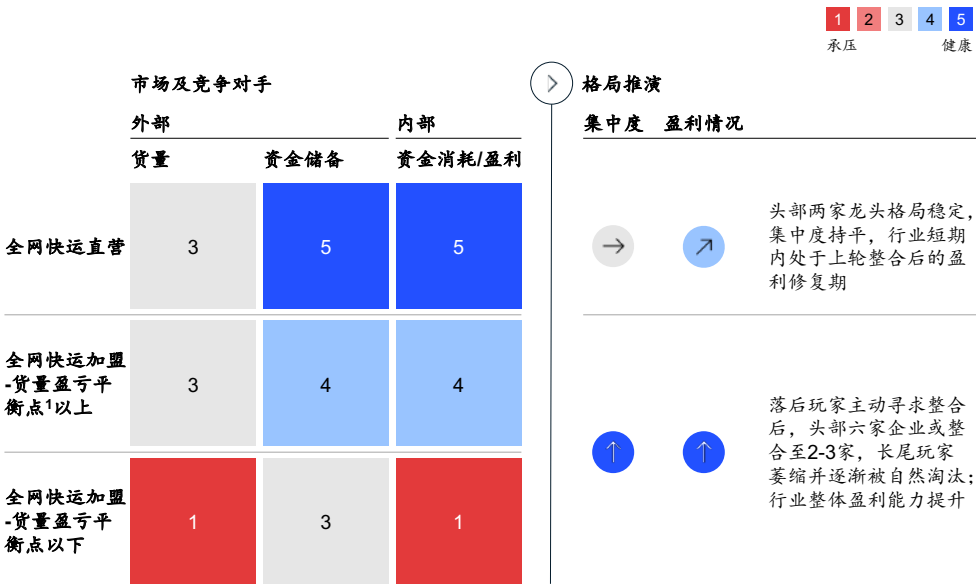 1 2 3 4 5
承压 健康
市场及竞争对手
格局推演
外部 内部
集中度 盈利情况
货量 资金储备 资金消耗/盈利
全网快运直营
3 5 5
头部两家龙头格局稳定，
集中度持平，行业短期
内处于上轮整合后的盈
利修复期
全网快运加盟
-货量盈亏平
衡点1以上
3 4 4
全网快运加盟
-货量盈亏平
衡点以下
1 3 1
落后玩家主动寻求整合
后，头部六家企业或整
合至2-3家，长尾玩家
萎缩并逐渐被自然淘汰；
行业整体盈利能力提升